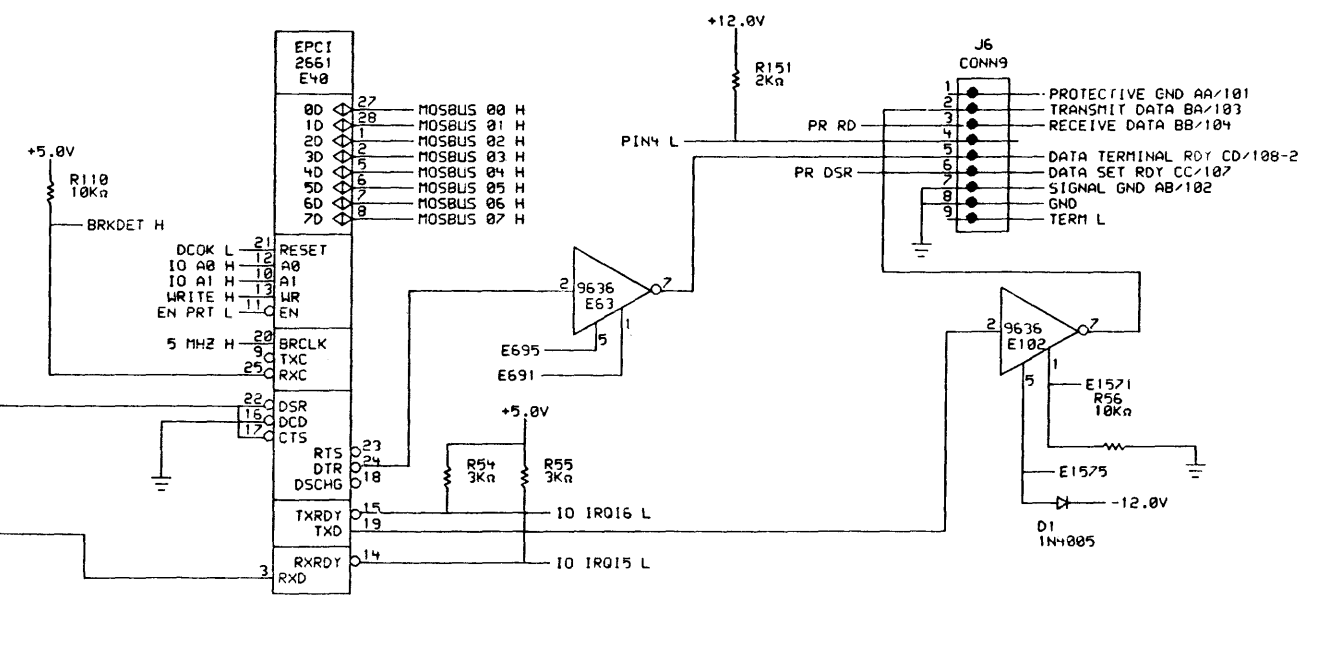 +12.0V
J6
CONN9
EPCI
2661
E40
R151
2KΩ
1 PROTECTIVE GND AA/101
2 TRANSMIT DATA BA/103
PR RD 3 RECEIVE DATA BB/104
PIN4 L 4
5 DATA TERMINAL RDY CD/108-2
PR DSR 6 DATA SET RDY CC/107
7 SIGNAL GND AB/102
8 GND
9 TERM L
0D 27 MOSBUS 00 H
1D 28 MOSBUS 01 H
2D 1 MOSBUS 02 H
3D 2 MOSBUS 03 H
4D 5 MOSBUS 04 H
5D 6 MOSBUS 05 H
6D 7 MOSBUS 06 H
7D 8 MOSBUS 07 H
+5.0V
R110
10KΩ
BRKDET H
DCOK L 21 RESET
IO A0 H 12 A0
IO A1 H 10 A1
WRITE H 13 WR
EN PRT L 11 EN
5 MHZ H 20 BRCLK
9 TXC
25 RXC
2 9636 7
E63
5 1
E695
E691
2 9636 7
E102
5 1
E1571
R56
10KΩ
E1575
-12.0V
D1
1N4005
22 DSR
16 DCD
17 CTS
RTS 23
DTR 24
DSCHG 18
+5.0V
R54
3KΩ
R55
3KΩ
TXRDY 15 IO IRQ16 L
TXD 19
RXRDY 14 IO IRQ15 L
3 RXD